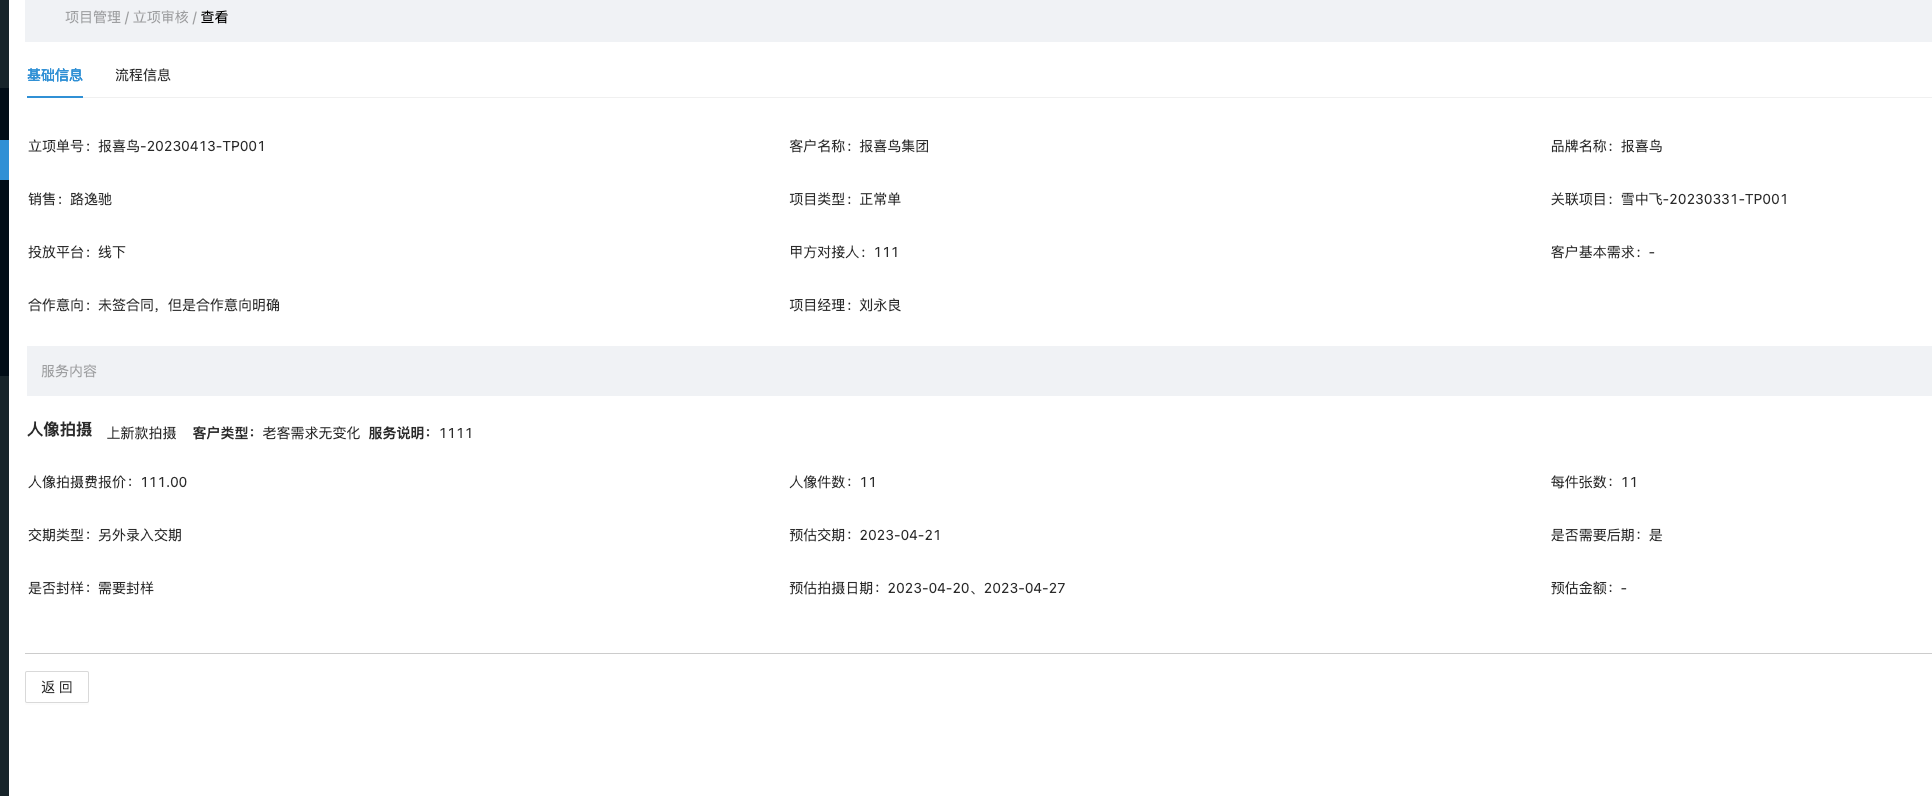 项目管理 / 立项审核 / 查看
基础信息 流程信息
立项单号：报喜鸟-20230413-TP001 客户名称：报喜鸟集团 品牌名称：报喜鸟
销售：路逸驰 项目类型：正常单 关联项目：雪中飞-20230331-TP001
投放平台：线下 甲方对接人：111 客户基本需求：-
合作意向：未签合同，但是合作意向明确 项目经理：刘永良
服务内容
人像拍摄 上新款拍摄 客户类型：老客需求无变化 服务说明：1111
人像拍摄费报价：111.00 人像件数：11 每件张数：11
交期类型：另外录入交期 预估交期：2023-04-21 是否需要后期：是
是否封样：需要封样 预估拍摄日期：2023-04-20、2023-04-27 预估金额：-
返 回